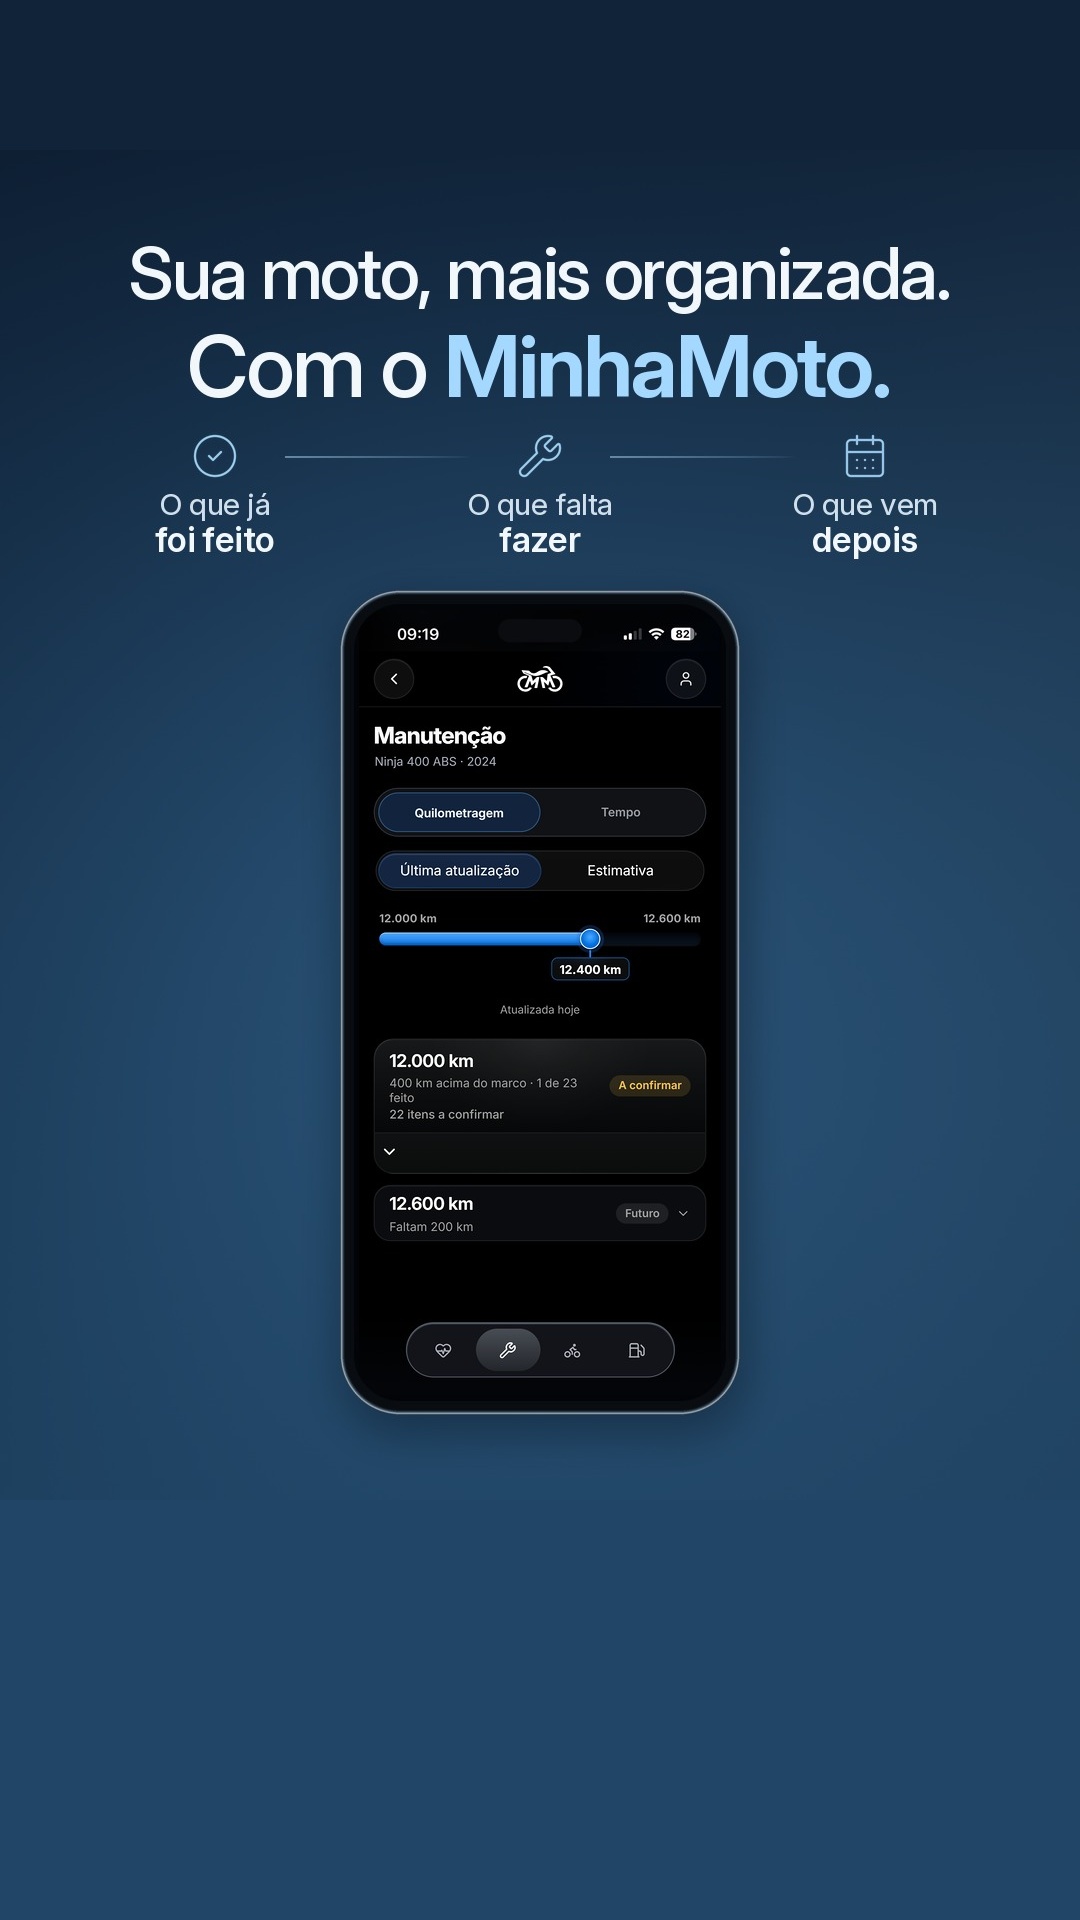 Sua moto, mais organizada.
Com o MinhaMoto.
O que já
foi feito
O que falta
fazer
O que vem
depois
09:19
82
MM
Manutenção
Ninja 400 ABS · 2024
Quilometragem
Tempo
Última atualização
Estimativa
12.000 km
12.600 km
12.400 km
Atualizada hoje
12.000 km
400 km acima do marco · 1 de 23
feito
22 itens a confirmar
A confirmar
12.600 km
Faltam 200 km
Futuro